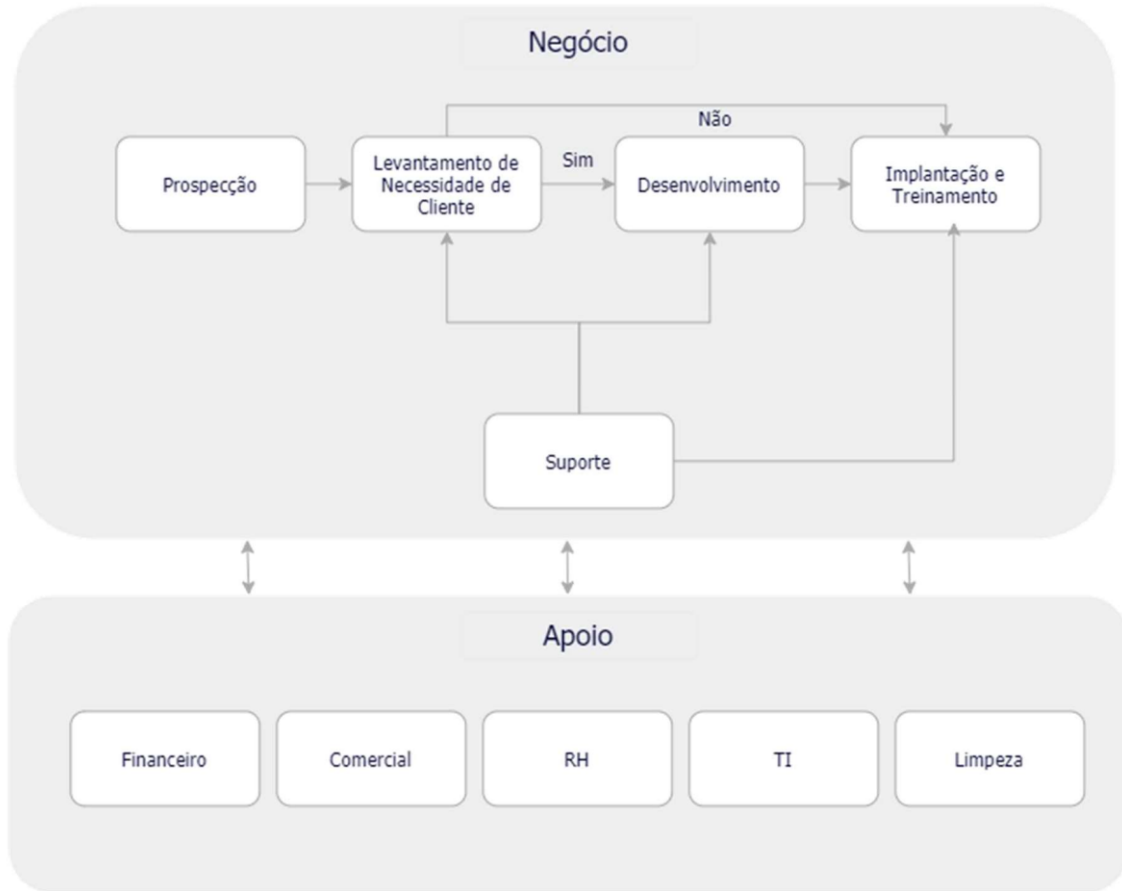 Negócio
Não
Prospecção
Levantamento de
Necessidade de
Cliente
Sim
Desenvolvimento
Implantação e
Treinamento
Suporte
Apoio
Financeiro
Comercial
RH
TI
Limpeza